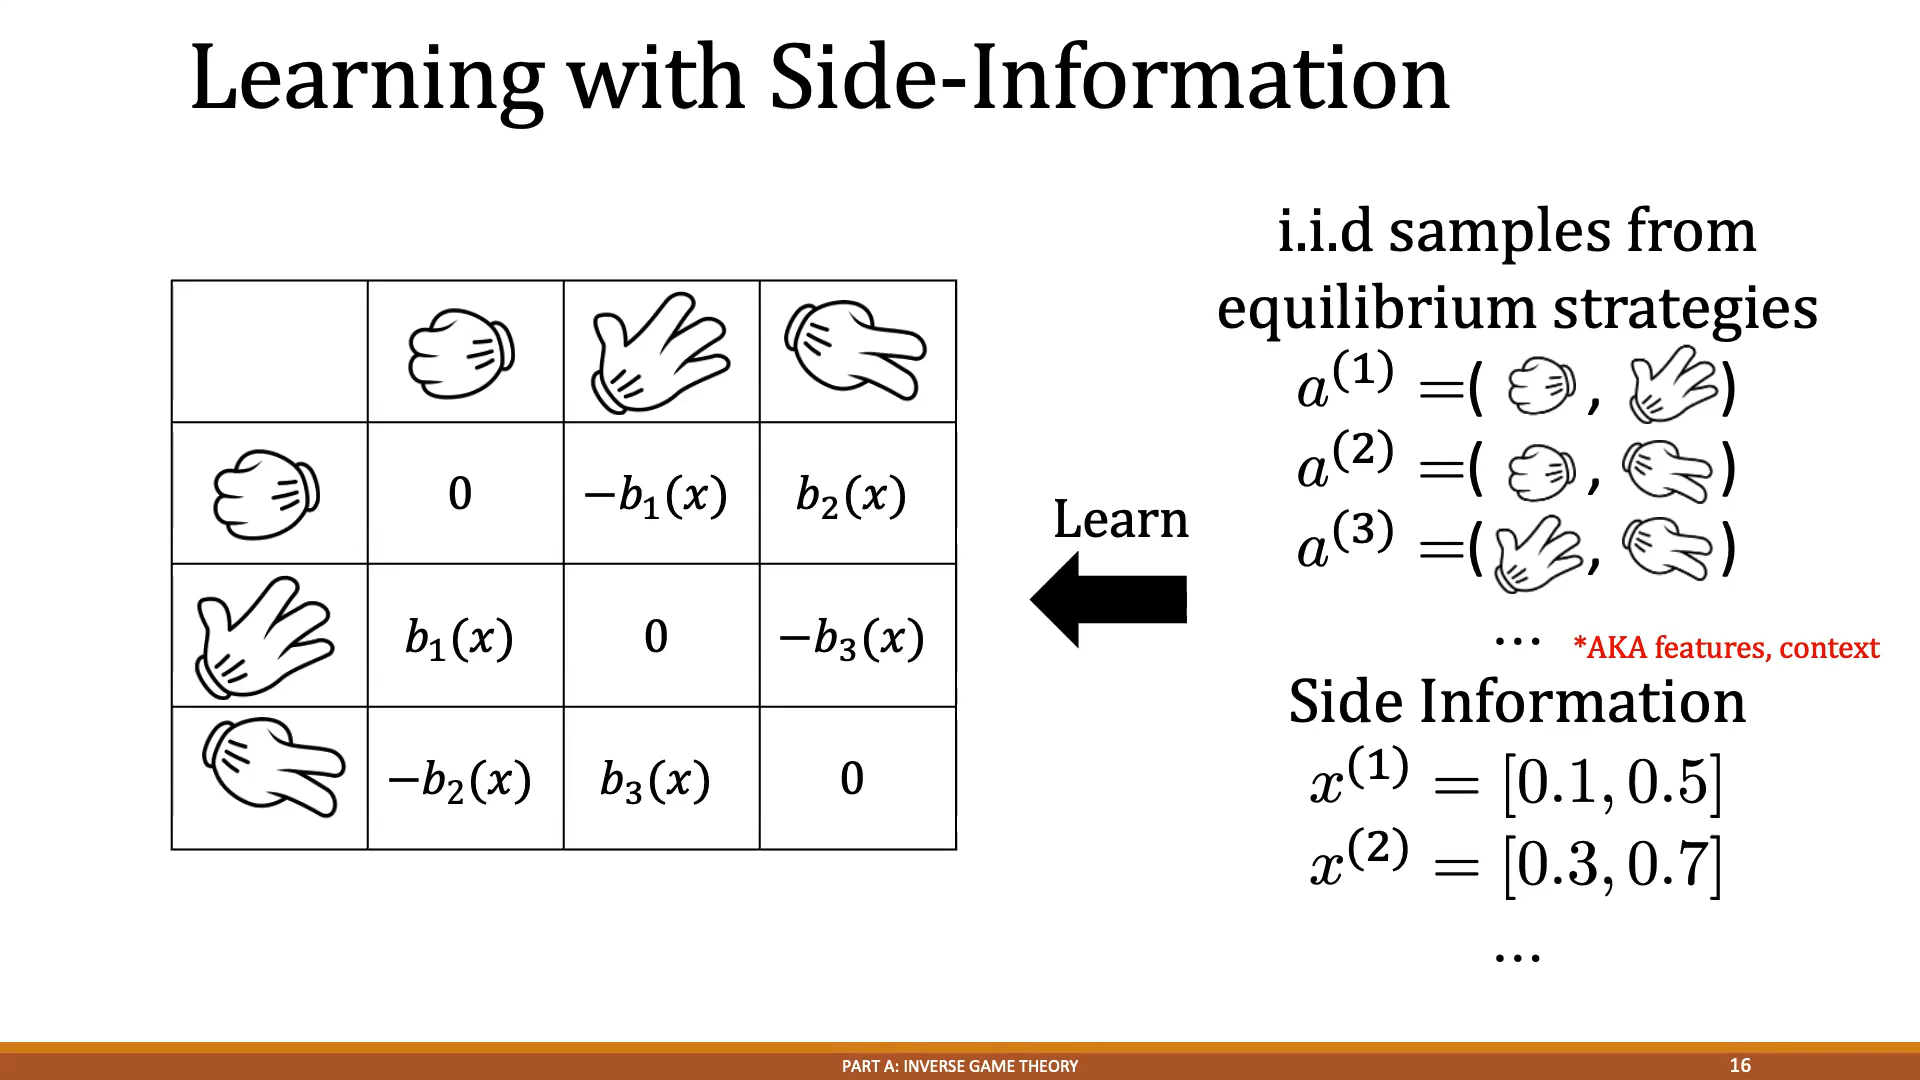 Learning with Side-Information
0 −b₁(x) b₂(x)
b₁(x) 0 −b₃(x)
−b₂(x) b₃(x) 0
Learn
i.i.d samples from
equilibrium strategies
a⁽¹⁾ =( , )
a⁽²⁾ =( , )
a⁽³⁾ =( , )
...
*AKA features, context
Side Information
x⁽¹⁾ = [0.1, 0.5]
x⁽²⁾ = [0.3, 0.7]
...
PART A: INVERSE GAME THEORY
16